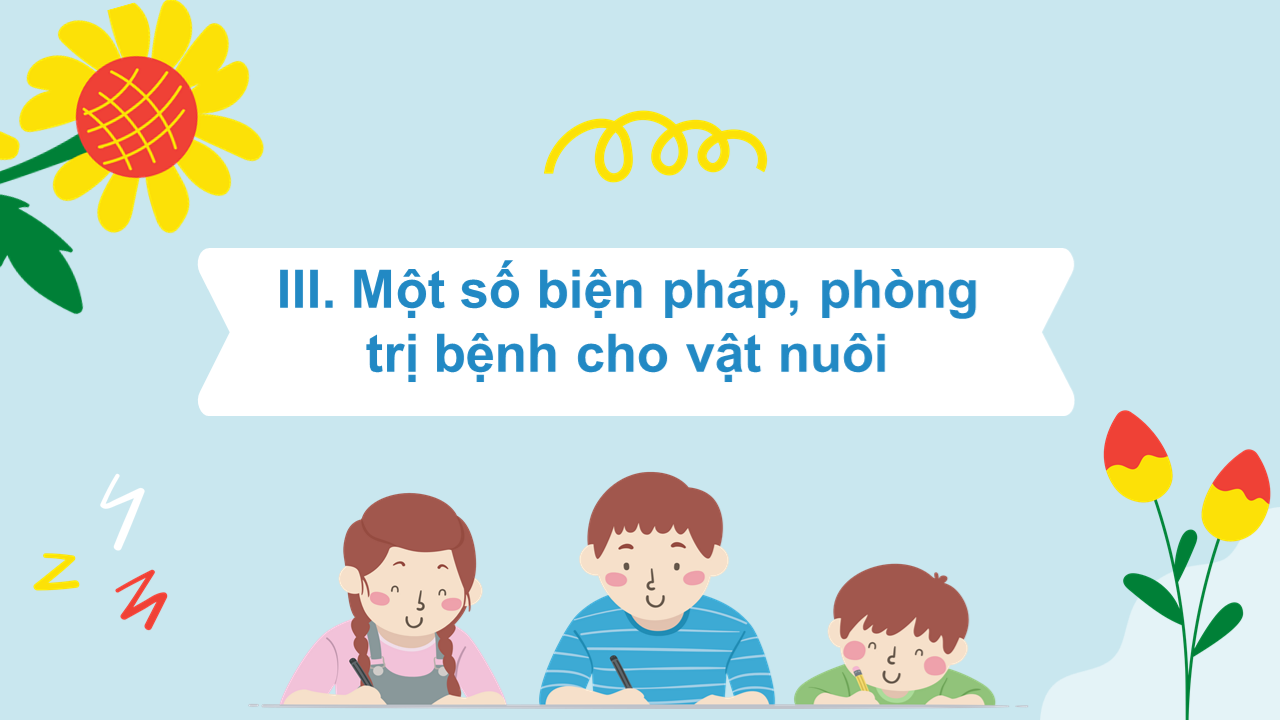 III. Một số biện pháp, phòng
trị bệnh cho vật nuôi